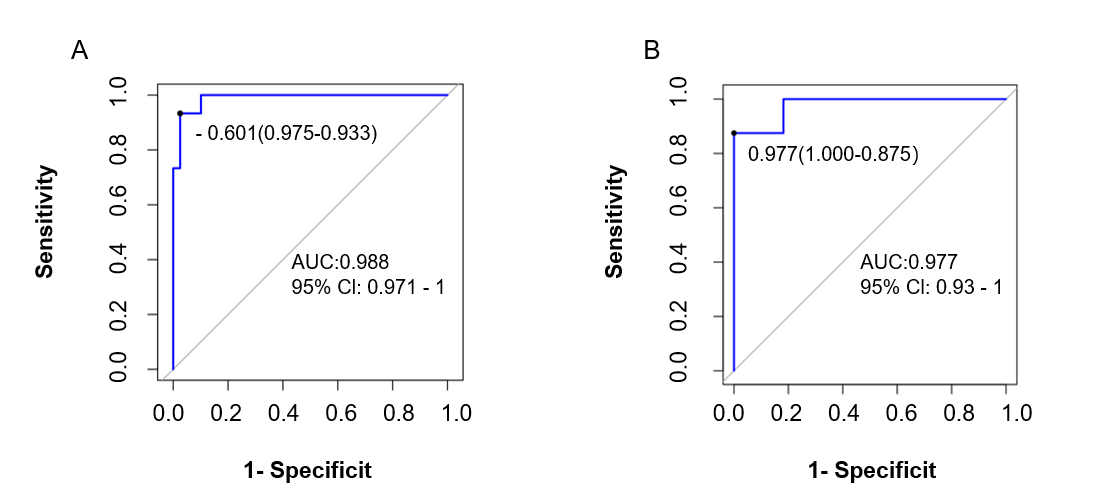 A
1.0
0.8
0.6
0.4
0.2
0.0
Sensitivity
- 0.601(0.975-0.933)
AUC:0.988
95% CI: 0.971 - 1
0.0 0.2 0.4 0.6 0.8 1.0
1- Specificit
B
1.0
0.8
0.6
0.4
0.2
0.0
Sensitivity
0.977(1.000-0.875)
AUC:0.977
95% CI: 0.93 - 1
0.0 0.2 0.4 0.6 0.8 1.0
1- Specificit